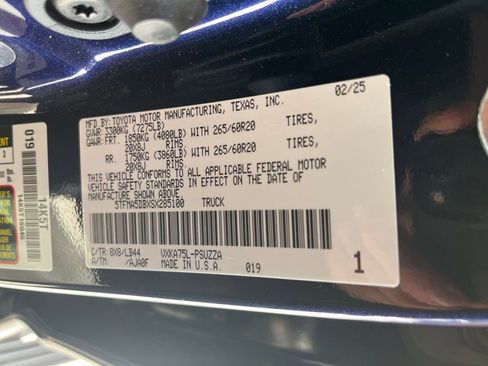 MFD.BY: TOYOTA MOTOR MANUFACTURING, TEXAS, INC. 02/25
GVWR: 3300KG (7275LB)
GAWR: FRT. 1850KG (4080LB) WITH 265/60R20 TIRES,
20X8J RIMS.
RR. 1750KG (3860LB) WITH 265/60R20 TIRES,
20X8J RIMS.
THIS VEHICLE CONFORMS TO ALL APPLICABLE FEDERAL MOTOR
VEHICLE SAFETY STANDARDS IN EFFECT ON THE DATE OF
MANUFACTURE SHOWN ABOVE.
5TFMA5DBXSX285100 TRUCK
C/TR: 8X8/LB44 VXKA75L-PSUZZA
A/TM: /AJA0F MADE IN U.S.A. 019 1
019
14KST